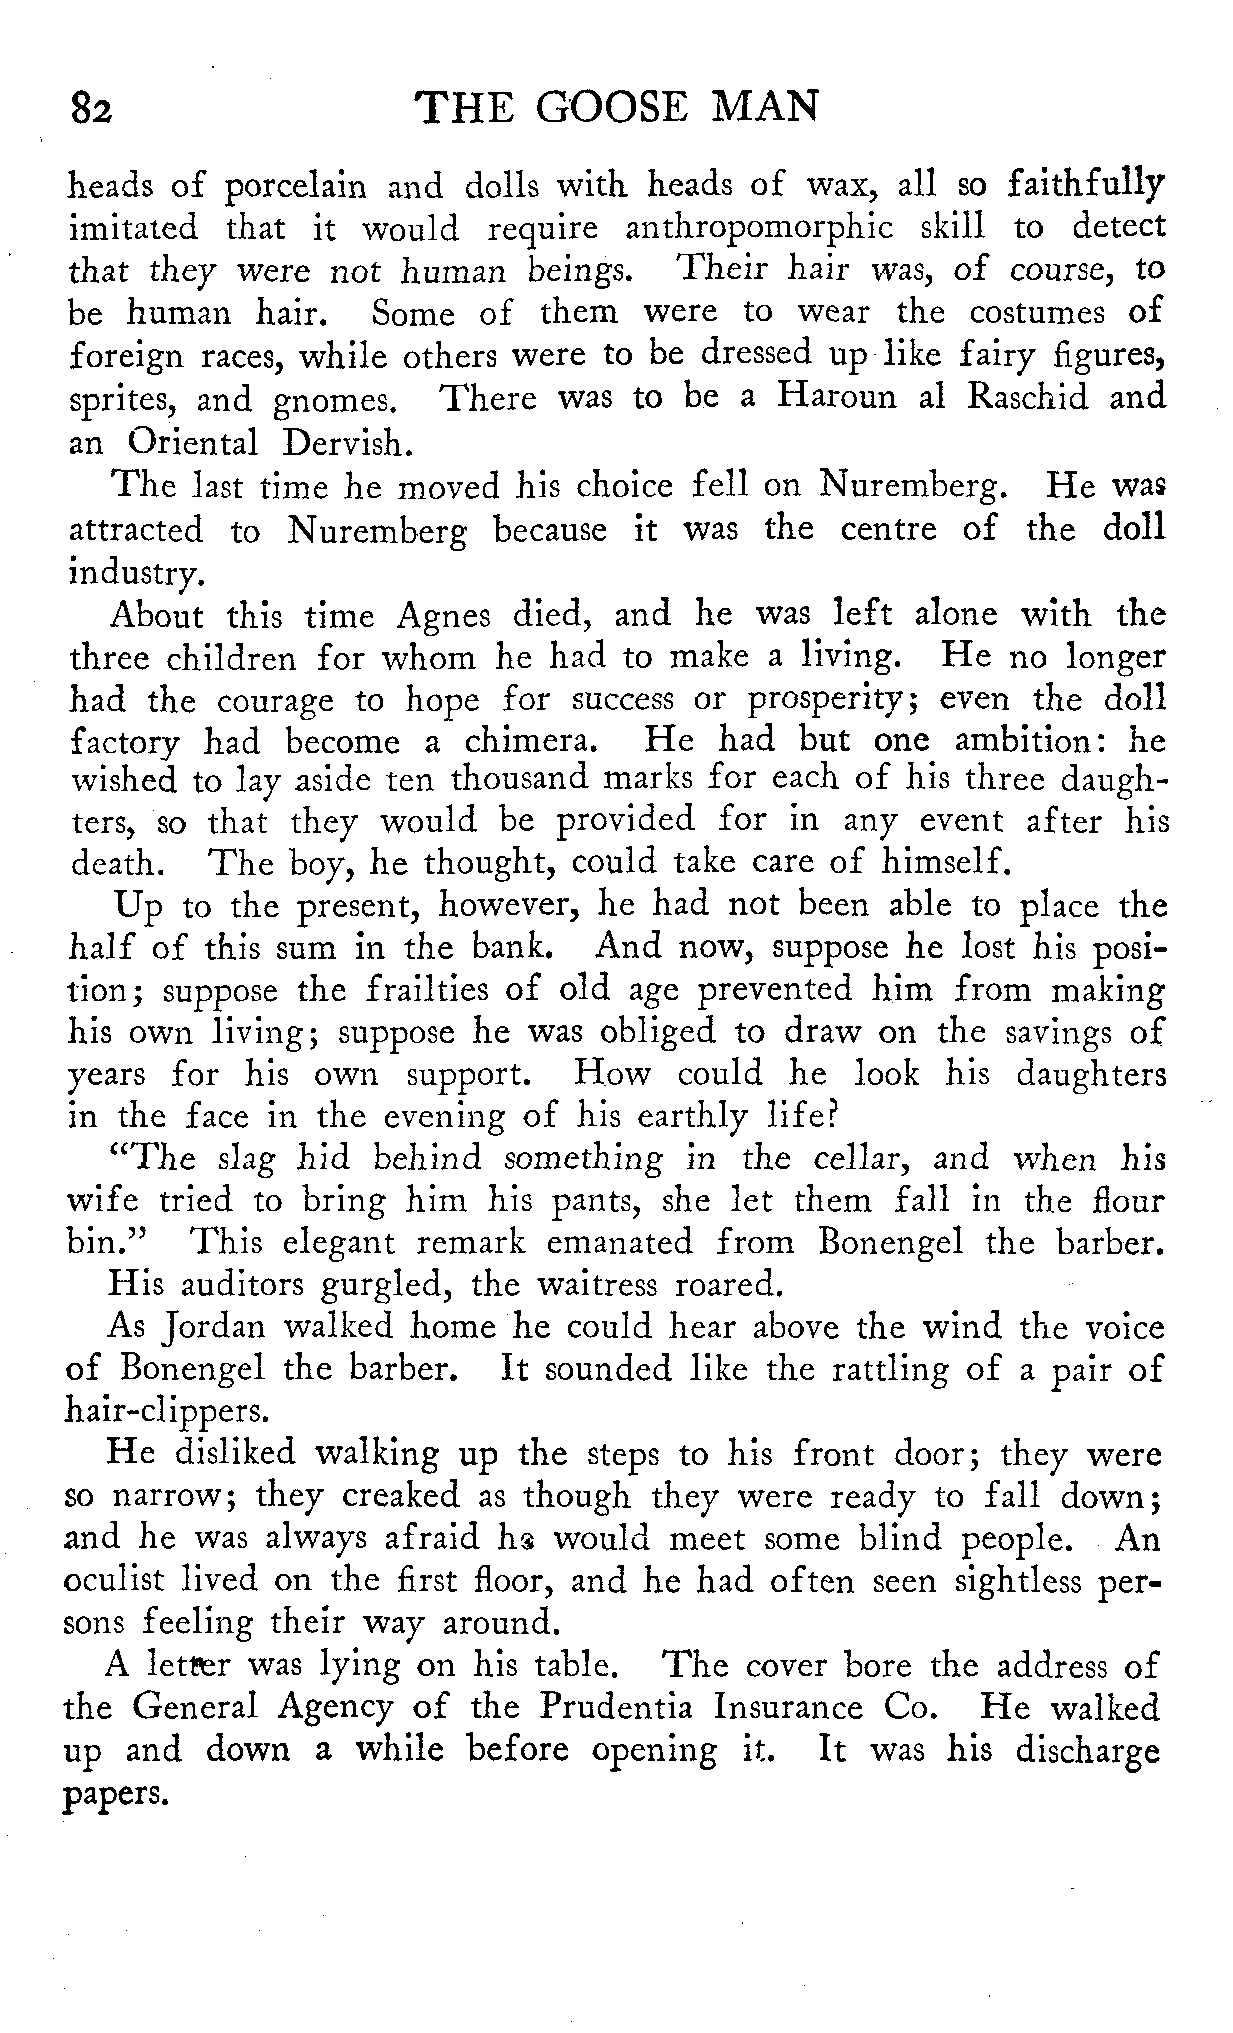 82 THE GOOSE MAN
heads of porcelain and dolls with heads of wax, all so faithfully
imitated that it would require anthropomorphic skill to detect
that they were not human beings. Their hair was, of course, to
be human hair. Some of them were to wear the costumes of
foreign races, while others were to be dressed up like fairy figures,
sprites, and gnomes. There was to be a Haroun al Raschid and
an Oriental Dervish.
The last time he moved his choice fell on Nuremberg. He was
attracted to Nuremberg because it was the centre of the doll
industry.
About this time Agnes died, and he was left alone with the
three children for whom he had to make a living. He no longer
had the courage to hope for success or prosperity; even the doll
factory had become a chimera. He had but one ambition: he
wished to lay aside ten thousand marks for each of his three daugh-
ters, so that they would be provided for in any event after his
death. The boy, he thought, could take care of himself.
Up to the present, however, he had not been able to place the
half of this sum in the bank. And now, suppose he lost his posi-
tion; suppose the frailties of old age prevented him from making
his own living; suppose he was obliged to draw on the savings of
years for his own support. How could he look his daughters
in the face in the evening of his earthly life?
“The slag hid behind something in the cellar, and when his
wife tried to bring him his pants, she let them fall in the flour
bin.” This elegant remark emanated from Bonengel the barber.
His auditors gurgled, the waitress roared.
As Jordan walked home he could hear above the wind the voice
of Bonengel the barber. It sounded like the rattling of a pair of
hair-clippers.
He disliked walking up the steps to his front door; they were
so narrow; they creaked as though they were ready to fall down;
and he was always afraid he would meet some blind people. An
oculist lived on the first floor, and he had often seen sightless per-
sons feeling their way around.
A letter was lying on his table. The cover bore the address of
the General Agency of the Prudentia Insurance Co. He walked
up and down a while before opening it. It was his discharge
papers.